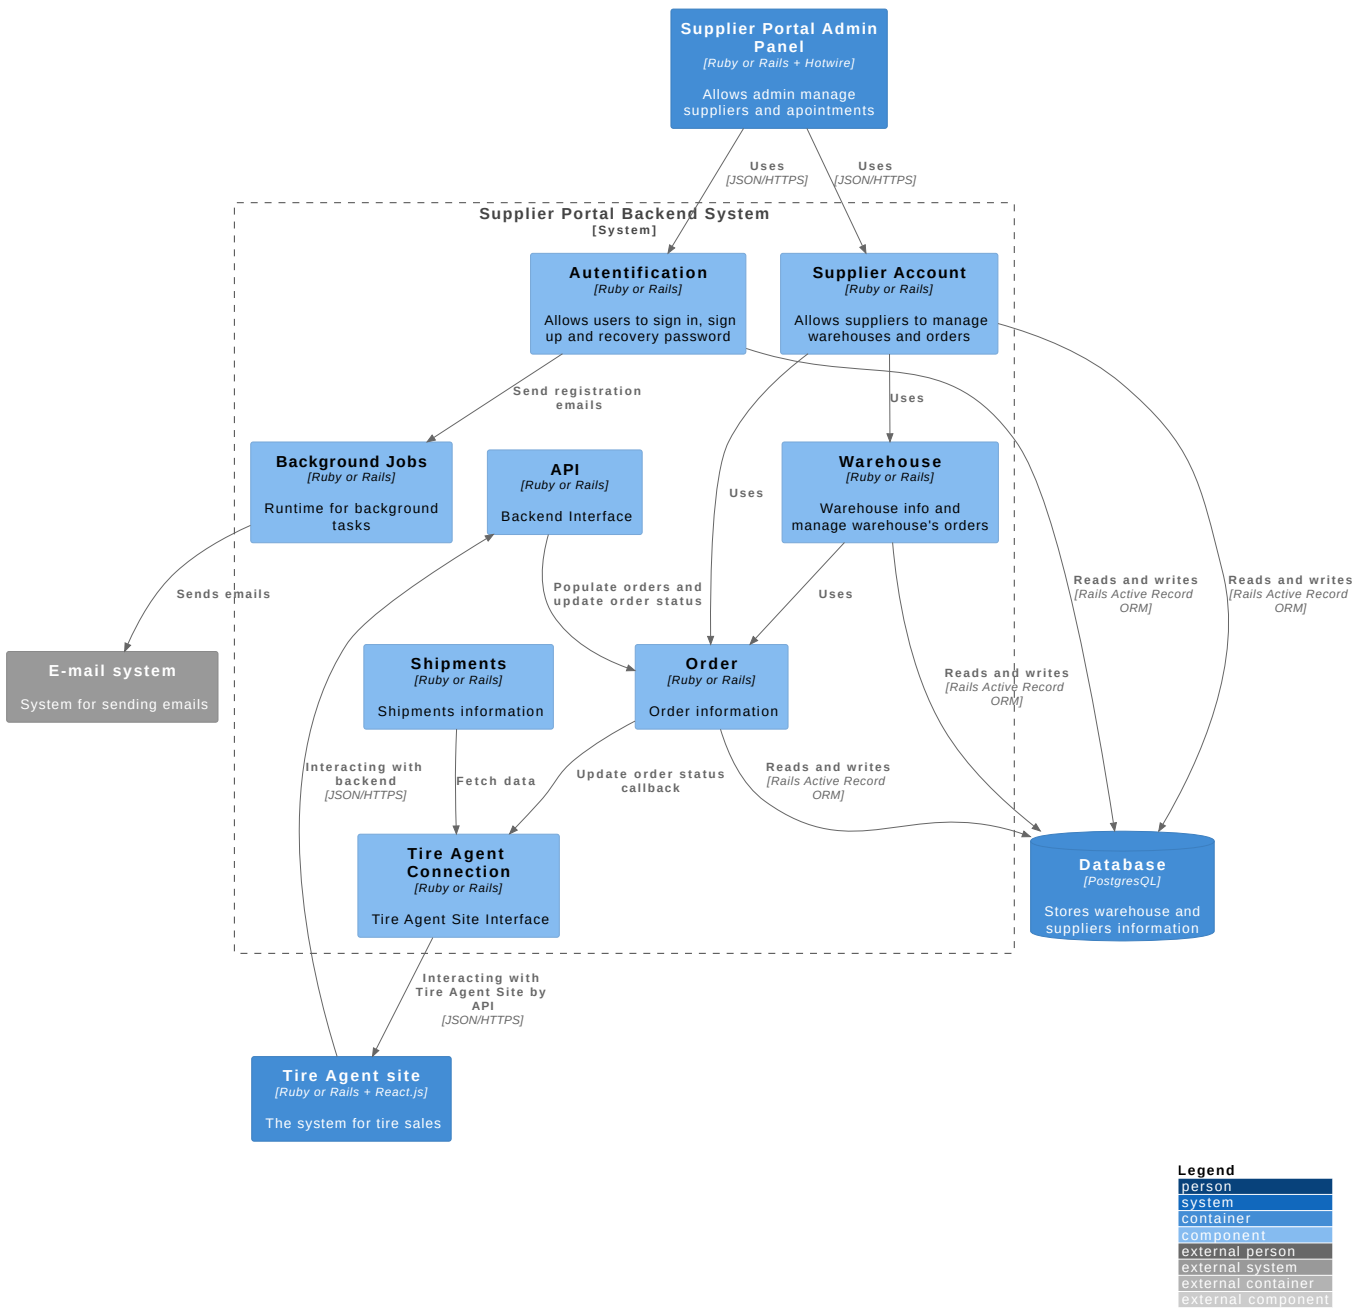 Supplier Portal Admin
Panel
[Ruby or Rails + Hotwire]
Allows admin manage
suppliers and apointments
Uses
[JSON/HTTPS]
Uses
[JSON/HTTPS]
Supplier Portal Backend System
[System]
Autentification
[Ruby or Rails]
Allows users to sign in, sign
up and recovery password
Supplier Account
[Ruby or Rails]
Allows suppliers to manage
warehouses and orders
Send registration
emails
Uses
Background Jobs
[Ruby or Rails]
Runtime for background
tasks
API
[Ruby or Rails]
Backend Interface
Uses
Warehouse
[Ruby or Rails]
Warehouse info and
manage warehouse's orders
Sends emails
Populate orders and
update order status
Uses
Reads and writes
[Rails Active Record
ORM]
Reads and writes
[Rails Active Record
ORM]
E-mail system
System for sending emails
Shipments
[Ruby or Rails]
Shipments information
Order
[Ruby or Rails]
Order information
Reads and writes
[Rails Active Record
ORM]
Interacting with
backend
[JSON/HTTPS]
Fetch data
Update order status
callback
Reads and writes
[Rails Active Record
ORM]
Tire Agent
Connection
[Ruby or Rails]
Tire Agent Site Interface
Database
[PostgresQL]
Stores warehouse and
suppliers information
Interacting with
Tire Agent Site by
API
[JSON/HTTPS]
Tire Agent site
[Ruby or Rails + React.js]
The system for tire sales
Legend
person
system
container
component
external person
external system
external container
external component